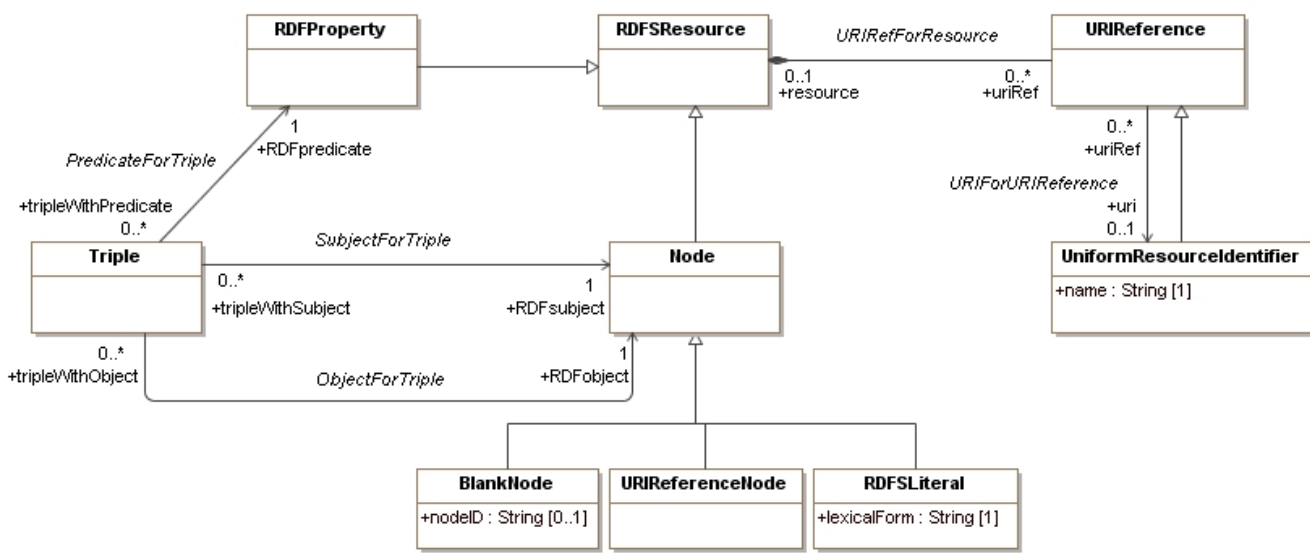 RDFProperty
RDFSResource
URIRefForResource
URIReference
0..1
+resource
0..*
+uriRef
1
+RDFpredicate
PredicateForTriple
0..*
+uriRef
URIForURIReference
+tripleWithPredicate
0..*
+uri
0..1
Triple
SubjectForTriple
Node
UniformResourceIdentifier
+name : String [1]
0..*
+tripleWithSubject
1
+RDFsubject
0..*
+tripleWithObject
ObjectForTriple
1
+RDFobject
BlankNode
+nodeID : String [0..1]
URIReferenceNode
RDFSLiteral
+lexicalForm : String [1]